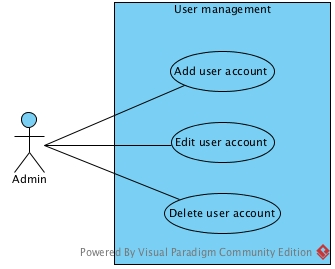 User management
Add user account
Edit user account
Admin
Delete user account
Powered By Visual Paradigm Community Edition